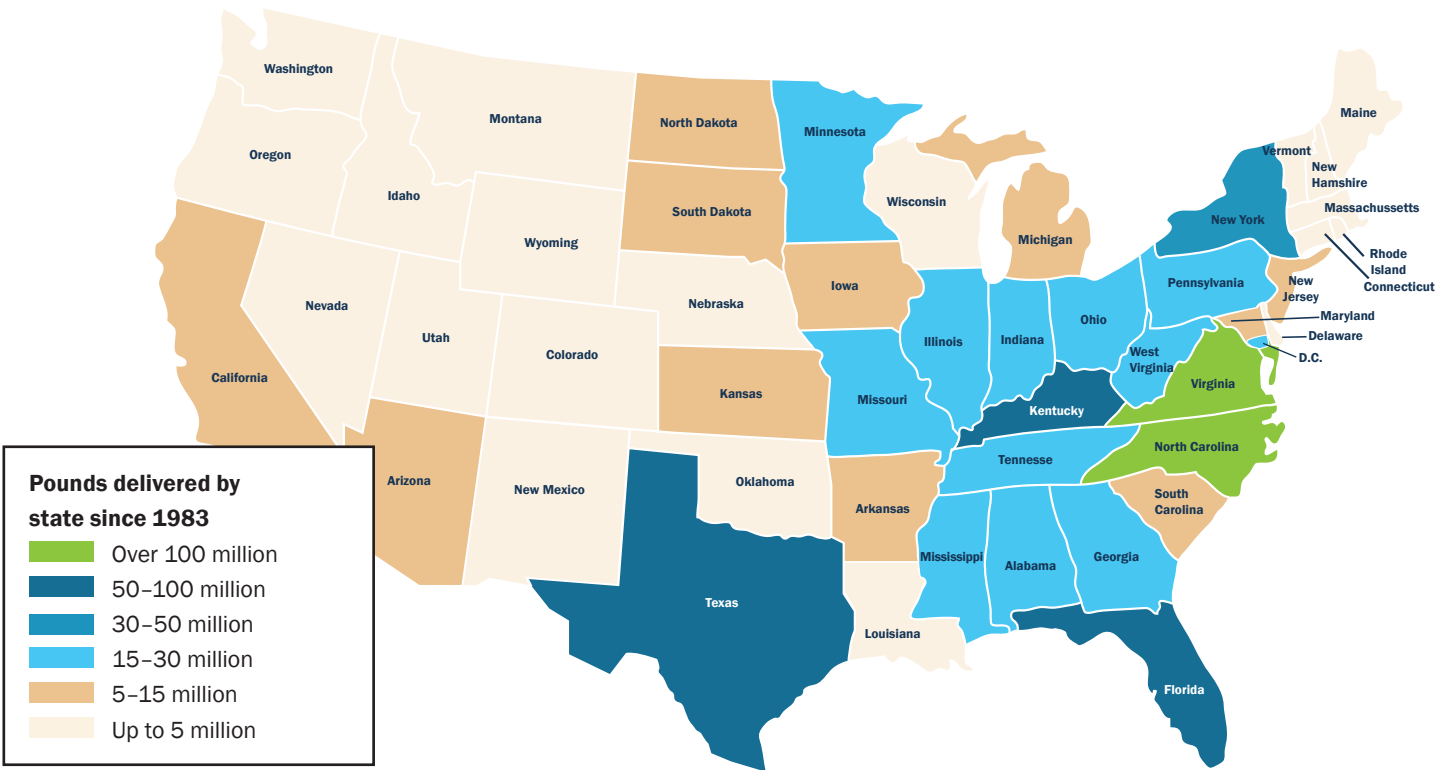 Washington
Oregon
California
Idaho
Nevada
Montana
Wyoming
Utah
Colorado
Arizona
New Mexico
North Dakota
South Dakota
Nebraska
Kansas
Oklahoma
Texas
Minnesota
Iowa
Missouri
Arkansas
Louisiana
Wisconsin
Illinois
Michigan
Indiana
Ohio
Kentucky
Tennesse
Mississippi
Alabama
Georgia
Florida
South
Carolina
North Carolina
Virginia
West
Virginia
Pennsylvania
New York
Vermont
New
Hamshire
Maine
Massachussetts
Rhode
Island
Connecticut
New
Jersey
Maryland
Delaware
D.C.
Pounds delivered by
state since 1983
Over 100 million
50–100 million
30–50 million
15–30 million
5–15 million
Up to 5 million